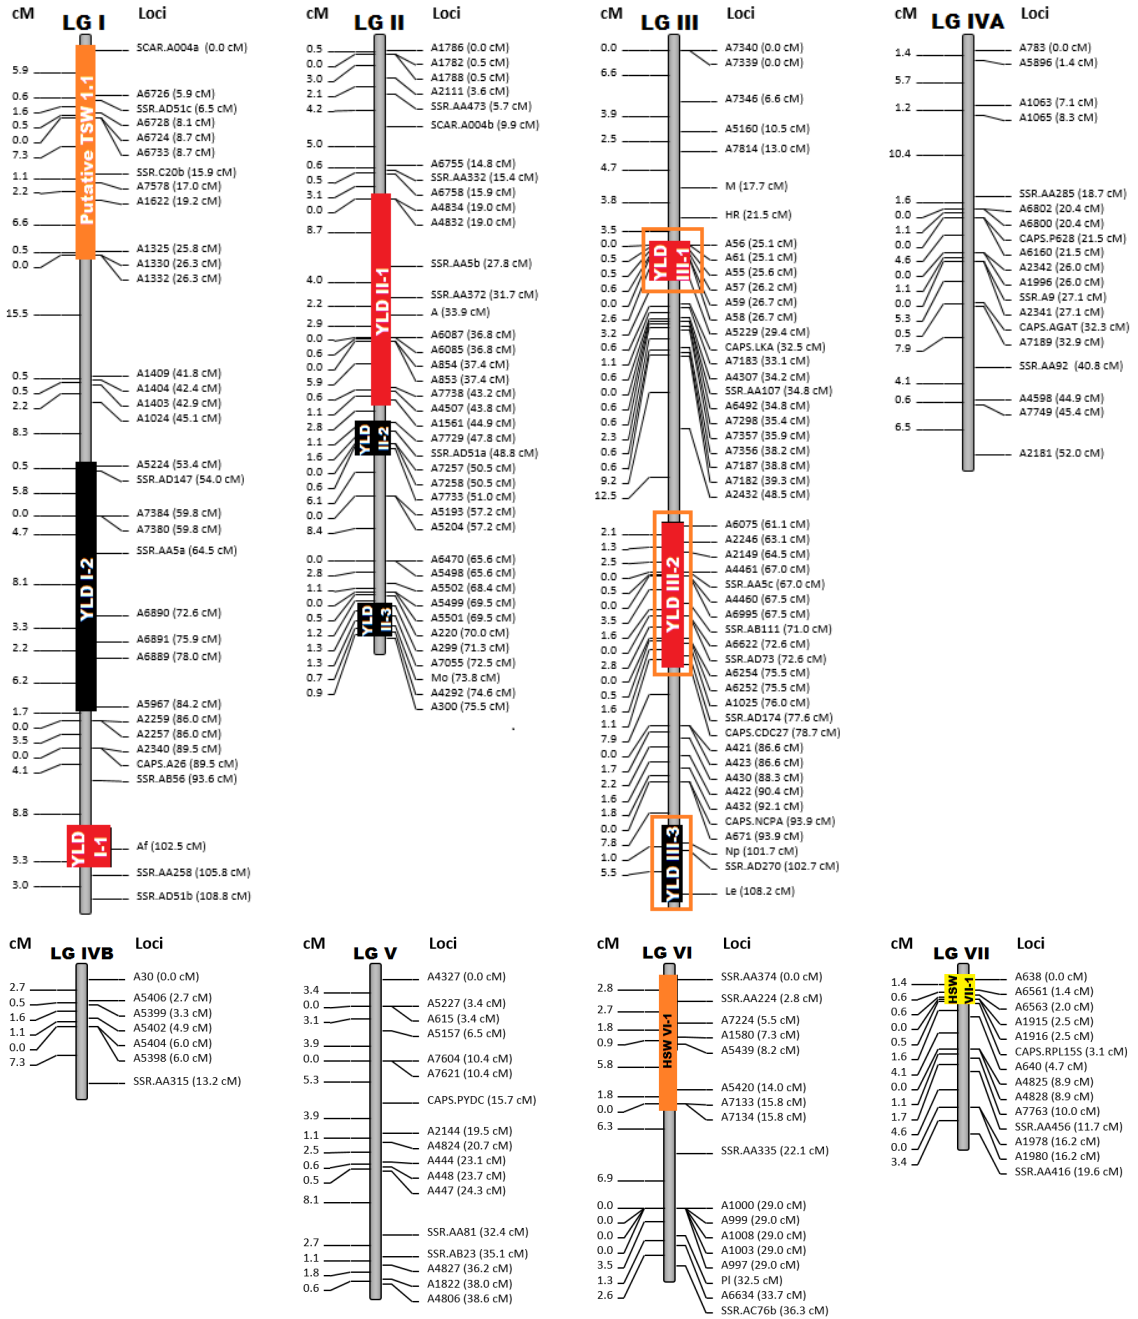 cM
LG I
Loci
5.9
0.6
1.6
0.5
0.0
7.3
1.1
2.2
6.6
0.5
0.0
15.5
0.5
0.5
2.2
8.3
0.5
5.8
0.0
4.7
8.1
3.3
2.2
6.2
1.7
0.0
3.5
0.0
4.1
8.8
3.3
3.0
Putative TSW 1.1
YLD I-2
YLD I-1
SCAR.A004a (0.0 cM)
A6726 (5.9 cM)
SSR.AD51c (6.5 cM)
A6728 (8.1 cM)
A6724 (8.7 cM)
A6733 (8.7 cM)
SSR.C20b (15.9 cM)
A7578 (17.0 cM)
A1622 (19.2 cM)
A1325 (25.8 cM)
A1330 (26.3 cM)
A1332 (26.3 cM)
A1409 (41.8 cM)
A1404 (42.4 cM)
A1403 (42.9 cM)
A1024 (45.1 cM)
A5224 (53.4 cM)
SSR.AD147 (54.0 cM)
A7384 (59.8 cM)
A7380 (59.8 cM)
SSR.AA5a (64.5 cM)
A6890 (72.6 cM)
A6891 (75.9 cM)
A6889 (78.0 cM)
A5967 (84.2 cM)
A2259 (86.0 cM)
A2257 (86.0 cM)
A2340 (89.5 cM)
CAPS.A26 (89.5 cM)
SSR.AB56 (93.6 cM)
Af (102.5 cM)
SSR.AA258 (105.8 cM)
SSR.AD51b (108.8 cM)
cM
LG II
Loci
0.5
0.0
3.0
2.1
4.2
5.0
0.6
0.5
3.1
0.0
8.7
4.0
2.2
2.9
0.0
0.6
0.0
5.9
0.6
1.1
2.8
1.1
1.6
0.0
0.6
6.1
0.0
8.4
0.0
2.8
1.1
0.0
0.5
1.2
1.3
1.3
0.7
0.9
YLD II-1
YLD II-2
YLD II-3
A1786 (0.0 cM)
A1782 (0.5 cM)
A1788 (0.5 cM)
A2111 (3.6 cM)
SSR.AA473 (5.7 cM)
SCAR.A004b (9.9 cM)
A6755 (14.8 cM)
SSR.AA332 (15.4 cM)
A6758 (15.9 cM)
A4834 (19.0 cM)
A4832 (19.0 cM)
SSR.AA5b (27.8 cM)
SSR.AA372 (31.7 cM)
A (33.9 cM)
A6087 (36.8 cM)
A6085 (36.8 cM)
A854 (37.4 cM)
A853 (37.4 cM)
A7738 (43.2 cM)
A4507 (43.8 cM)
A1561 (44.9 cM)
A7729 (47.8 cM)
SSR.AD51a (48.8 cM)
A7257 (50.5 cM)
A7258 (50.5 cM)
A7733 (51.0 cM)
A5193 (57.2 cM)
A5204 (57.2 cM)
A6470 (65.6 cM)
A5498 (65.6 cM)
A5502 (68.4 cM)
A5499 (69.5 cM)
A5501 (69.5 cM)
A220 (70.0 cM)
A299 (71.3 cM)
A7055 (72.5 cM)
Mo (73.8 cM)
A4292 (74.6 cM)
A300 (75.5 cM)
cM
LG III
Loci
0.0
6.6
3.9
2.5
4.7
3.8
3.5
0.0
0.5
0.5
0.6
0.0
2.6
3.2
0.6
1.1
0.6
0.0
0.6
0.6
2.3
0.6
0.6
9.2
12.5
2.1
1.3
2.5
0.0
0.5
0.0
3.5
1.6
0.0
2.8
0.0
0.5
1.6
1.1
7.9
0.0
1.7
2.2
1.6
1.8
0.0
7.8
1.0
5.5
YLD III-1
YLD III-2
YLD III-3
A7340 (0.0 cM)
A7339 (0.0 cM)
A7346 (6.6 cM)
A5160 (10.5 cM)
A7814 (13.0 cM)
M (17.7 cM)
HR (21.5 cM)
A56 (25.1 cM)
A61 (25.1 cM)
A55 (25.6 cM)
A57 (26.2 cM)
A59 (26.7 cM)
A58 (26.7 cM)
A5229 (29.4 cM)
CAPS.LKA (32.5 cM)
A7183 (33.1 cM)
A4307 (34.2 cM)
SSR.AA107 (34.8 cM)
A6492 (34.8 cM)
A7298 (35.4 cM)
A7357 (35.9 cM)
A7356 (38.2 cM)
A7187 (38.8 cM)
A7182 (39.3 cM)
A2432 (48.5 cM)
A6075 (61.1 cM)
A2246 (63.1 cM)
A2149 (64.5 cM)
A4461 (67.0 cM)
SSR.AA5c (67.0 cM)
A4460 (67.5 cM)
A6995 (67.5 cM)
SSR.AB111 (71.0 cM)
A6622 (72.6 cM)
SSR.AD73 (72.6 cM)
A6254 (75.5 cM)
A6252 (75.5 cM)
A1025 (76.0 cM)
SSR.AD174 (77.6 cM)
CAPS.CDC27 (78.7 cM)
A421 (86.6 cM)
A423 (86.6 cM)
A430 (88.3 cM)
A422 (90.4 cM)
A432 (92.1 cM)
CAPS.NCPA (93.9 cM)
A671 (93.9 cM)
Np (101.7 cM)
SSR.AD270 (102.7 cM)
Le (108.2 cM)
cM
LG IVA
Loci
1.4
5.7
1.2
10.4
1.6
0.0
1.1
0.0
4.6
0.0
1.1
0.0
5.3
0.5
7.9
4.1
0.6
6.5
A783 (0.0 cM)
A5896 (1.4 cM)
A1063 (7.1 cM)
A1065 (8.3 cM)
SSR.AA285 (18.7 cM)
A6802 (20.4 cM)
A6800 (20.4 cM)
CAPS.P628 (21.5 cM)
A6160 (21.5 cM)
A2342 (26.0 cM)
A1996 (26.0 cM)
SSR.A9 (27.1 cM)
A2341 (27.1 cM)
CAPS.AGAT (32.3 cM)
A7189 (32.9 cM)
SSR.AA92 (40.8 cM)
A4598 (44.9 cM)
A7749 (45.4 cM)
A2181 (52.0 cM)
cM
LG IVB
Loci
2.7
0.5
1.6
1.1
0.0
7.3
A30 (0.0 cM)
A5406 (2.7 cM)
A5399 (3.3 cM)
A5402 (4.9 cM)
A5404 (6.0 cM)
A5398 (6.0 cM)
SSR.AA315 (13.2 cM)
cM
LG V
Loci
3.4
0.0
3.1
3.9
0.0
5.3
3.9
1.1
2.5
0.6
0.5
8.1
2.7
1.1
1.8
0.6
A4327 (0.0 cM)
A5227 (3.4 cM)
A615 (3.4 cM)
A5157 (6.5 cM)
A7604 (10.4 cM)
A7621 (10.4 cM)
CAPS.PYDC (15.7 cM)
A2144 (19.5 cM)
A4824 (20.7 cM)
A444 (23.1 cM)
A448 (23.7 cM)
A447 (24.3 cM)
SSR.AA81 (32.4 cM)
SSR.AB23 (35.1 cM)
A4827 (36.2 cM)
A1822 (38.0 cM)
A4806 (38.6 cM)
cM
LG VI
Loci
2.8
2.7
1.8
0.9
5.8
1.8
0.0
6.3
6.9
0.0
0.0
0.0
0.0
3.5
1.3
2.6
HSW VI-1
SSR.AA374 (0.0 cM)
SSR.AA224 (2.8 cM)
A7224 (5.5 cM)
A1580 (7.3 cM)
A5439 (8.2 cM)
A5420 (14.0 cM)
A7133 (15.8 cM)
A7134 (15.8 cM)
SSR.AA335 (22.1 cM)
A1000 (29.0 cM)
A999 (29.0 cM)
A1008 (29.0 cM)
A1003 (29.0 cM)
A997 (29.0 cM)
Pl (32.5 cM)
A6634 (33.7 cM)
SSR.AC76b (36.3 cM)
cM
LG VII
Loci
1.4
0.6
0.6
0.0
0.5
1.6
4.1
0.0
1.1
1.7
4.6
0.0
3.4
HSW VII-1
A638 (0.0 cM)
A6561 (1.4 cM)
A6563 (2.0 cM)
A1915 (2.5 cM)
A1916 (2.5 cM)
CAPS.RPL15S (3.1 cM)
A640 (4.7 cM)
A4825 (8.9 cM)
A4828 (8.9 cM)
A7763 (10.0 cM)
SSR.AA456 (11.7 cM)
A1978 (16.2 cM)
A1980 (16.2 cM)
SSR.AA416 (19.6 cM)